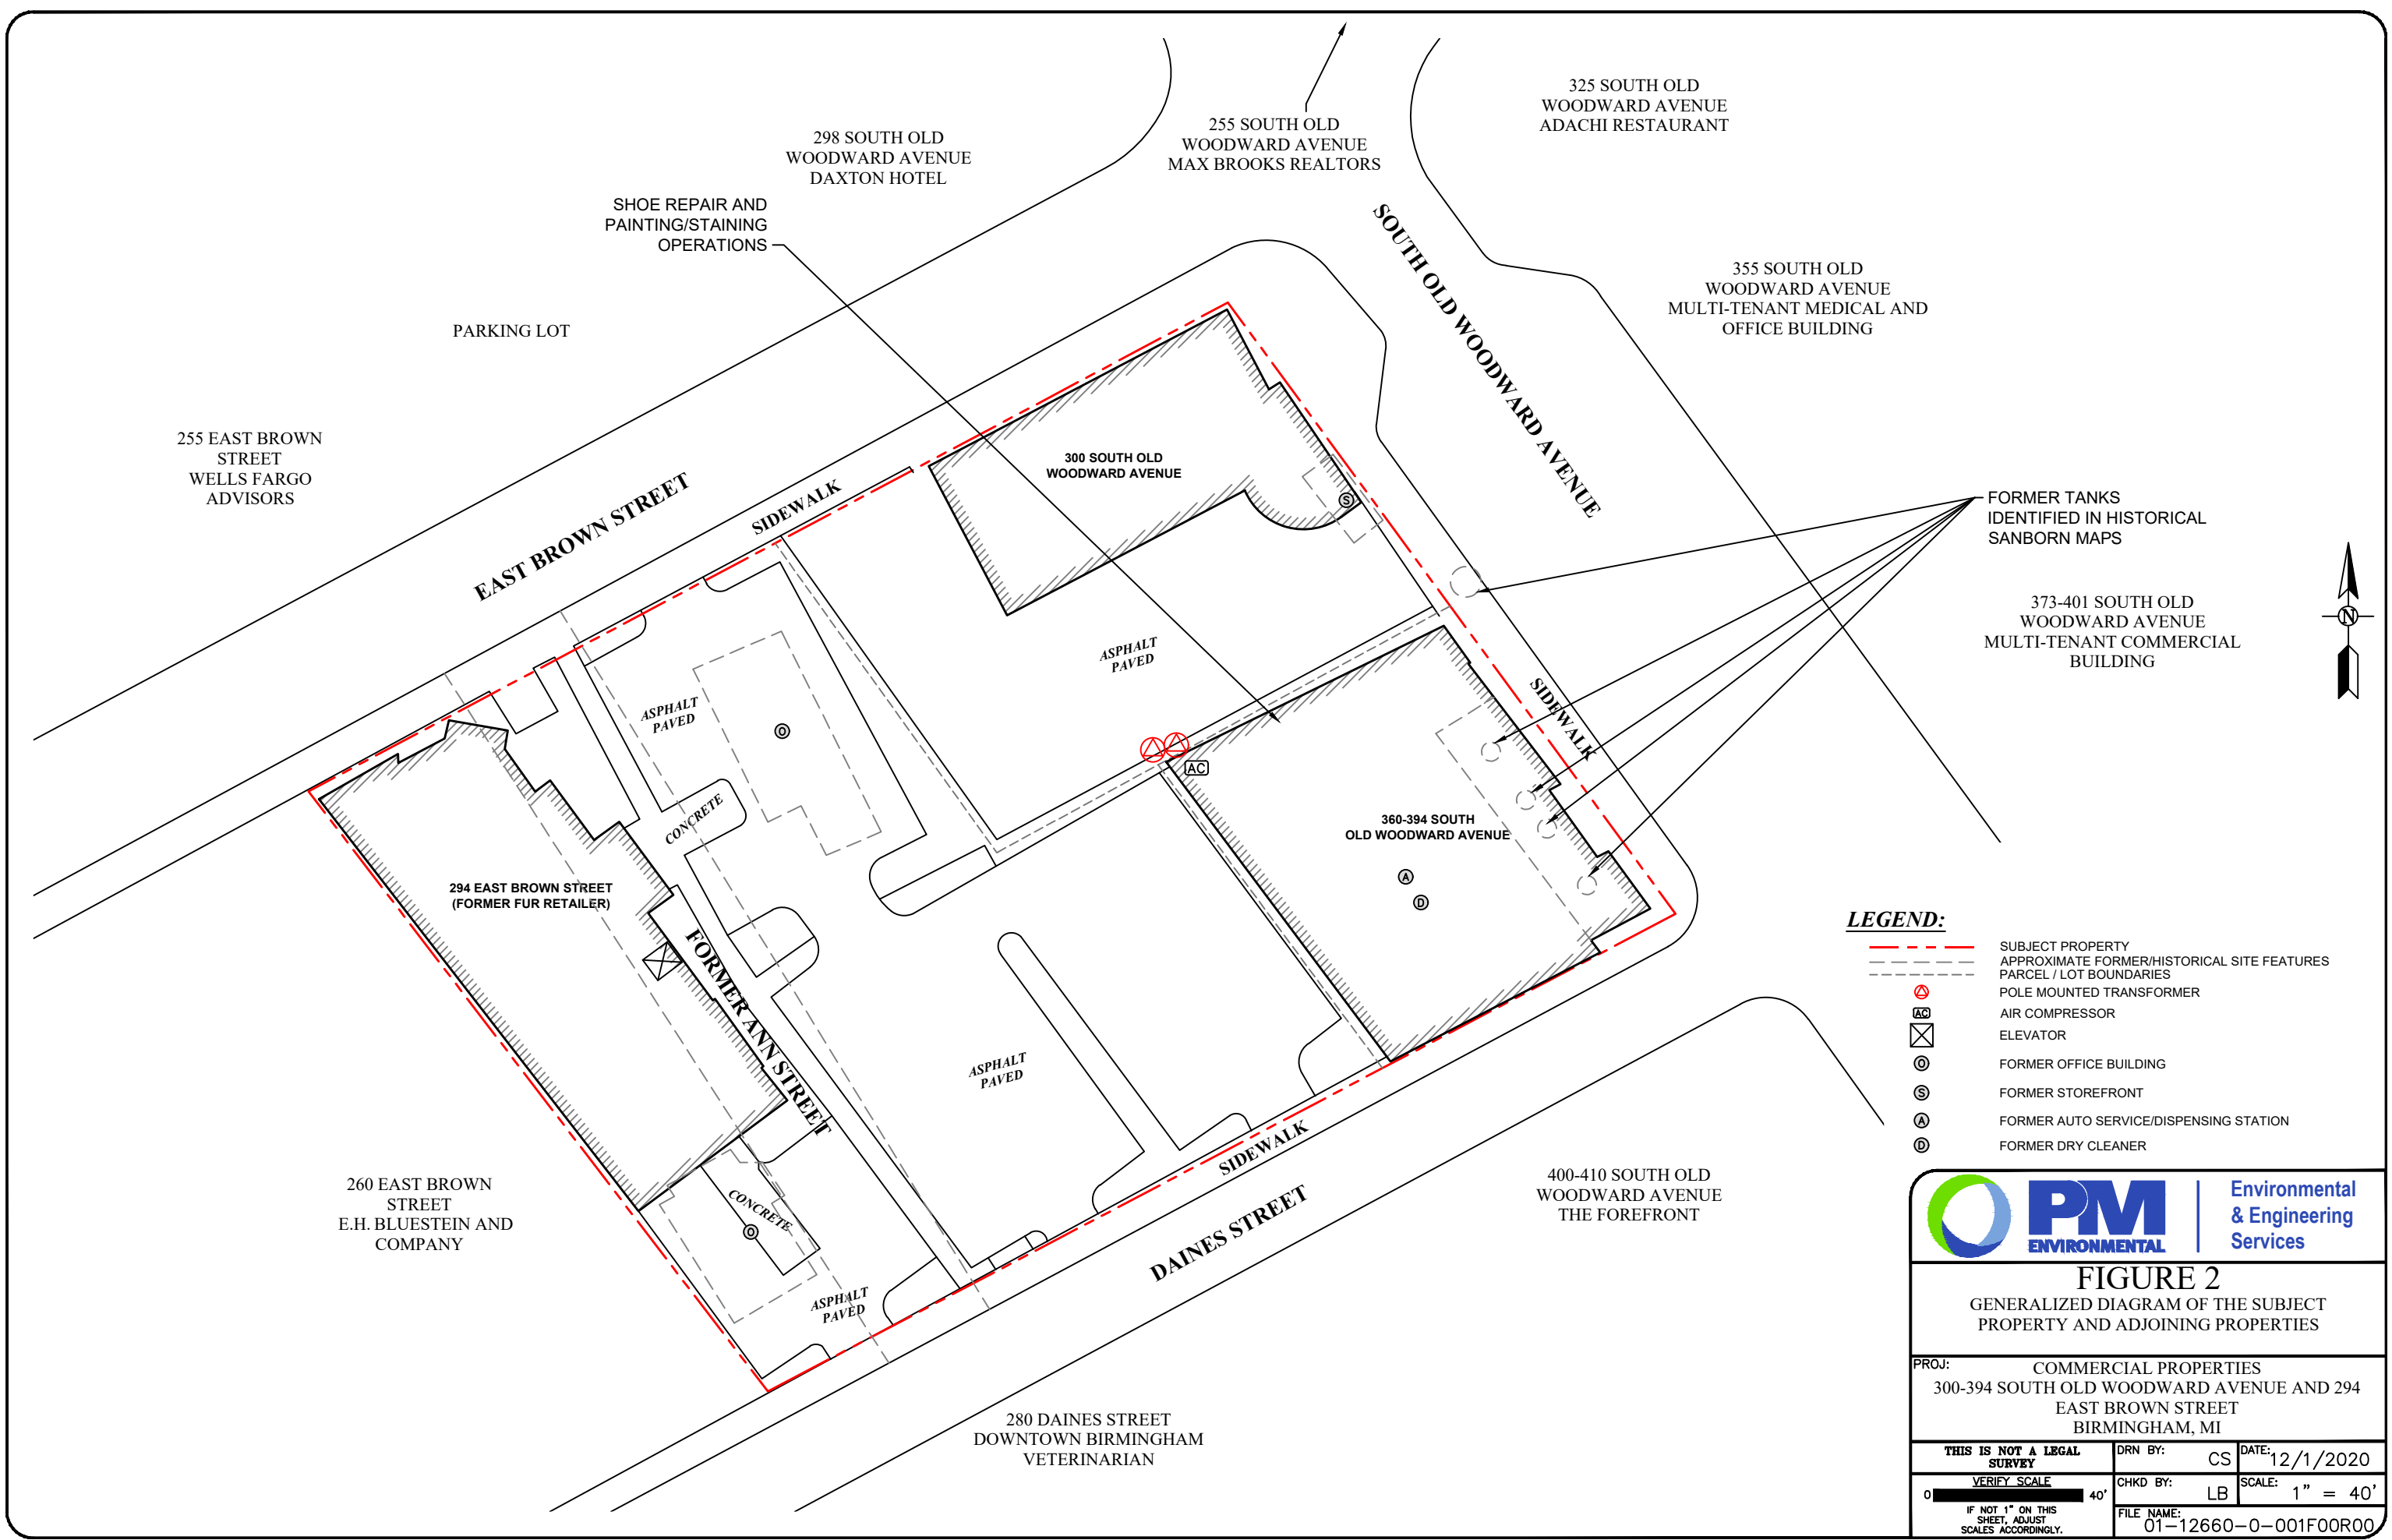 325 SOUTH OLD
WOODWARD AVENUE
ADACHI RESTAURANT
255 SOUTH OLD
WOODWARD AVENUE
MAX BROOKS REALTORS
298 SOUTH OLD
WOODWARD AVENUE
DAXTON HOTEL
SHOE REPAIR AND
PAINTING/STAINING
OPERATIONS
SOUTH OLD WOODWARD AVENUE
355 SOUTH OLD
WOODWARD AVENUE
MULTI-TENANT MEDICAL AND
OFFICE BUILDING
PARKING LOT
255 EAST BROWN
STREET
WELLS FARGO
ADVISORS
EAST BROWN STREET
SIDEWALK
300 SOUTH OLD
WOODWARD AVENUE
S
FORMER TANKS
IDENTIFIED IN HISTORICAL
SANBORN MAPS
373-401 SOUTH OLD
WOODWARD AVENUE
MULTI-TENANT COMMERCIAL
BUILDING
N
ASPHALT
PAVED
ASPHALT
PAVED
O
SIDEWALK
AC
CONCRETE
360-394 SOUTH
OLD WOODWARD AVENUE
A
D
294 EAST BROWN STREET
(FORMER FUR RETAILER)
FORMER ANN STREET
ASPHALT
PAVED
SIDEWALK
DAINES STREET
260 EAST BROWN
STREET
E.H. BLUESTEIN AND
COMPANY
CONCRETE
O
ASPHALT
PAVED
400-410 SOUTH OLD
WOODWARD AVENUE
THE FOREFRONT
280 DAINES STREET
DOWNTOWN BIRMINGHAM
VETERINARIAN
LEGEND:
SUBJECT PROPERTY
APPROXIMATE FORMER/HISTORICAL SITE FEATURES
PARCEL / LOT BOUNDARIES
POLE MOUNTED TRANSFORMER
AC AIR COMPRESSOR
ELEVATOR
O FORMER OFFICE BUILDING
S FORMER STOREFRONT
A FORMER AUTO SERVICE/DISPENSING STATION
D FORMER DRY CLEANER
PM
ENVIRONMENTAL
Environmental
& Engineering
Services
FIGURE 2
GENERALIZED DIAGRAM OF THE SUBJECT
PROPERTY AND ADJOINING PROPERTIES
PROJ: COMMERCIAL PROPERTIES
300-394 SOUTH OLD WOODWARD AVENUE AND 294
EAST BROWN STREET
BIRMINGHAM, MI
THIS IS NOT A LEGAL
SURVEY
DRN BY: CS
DATE: 12/1/2020
VERIFY SCALE
0 40'
IF NOT 1" ON THIS
SHEET, ADJUST
SCALES ACCORDINGLY.
CHKD BY: LB
SCALE: 1" = 40'
FILE NAME: 01-12660-0-001F00R00